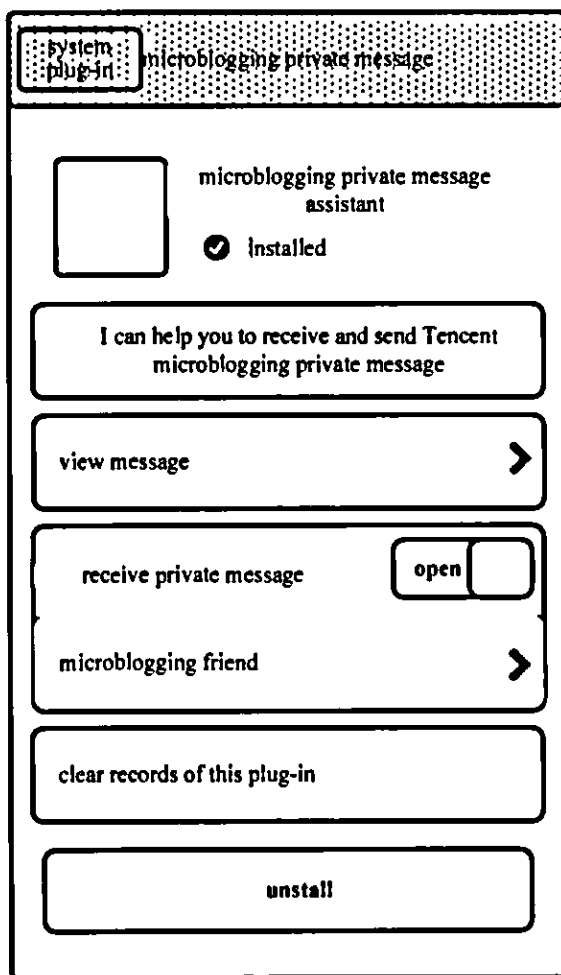 system
plug-in
microblogging private message
microblogging private message
assistant
Installed
I can help you to receive and send Tencent
microblogging private message
view message
receive private message
open
microblogging friend
clear records of this plug-in
unstall